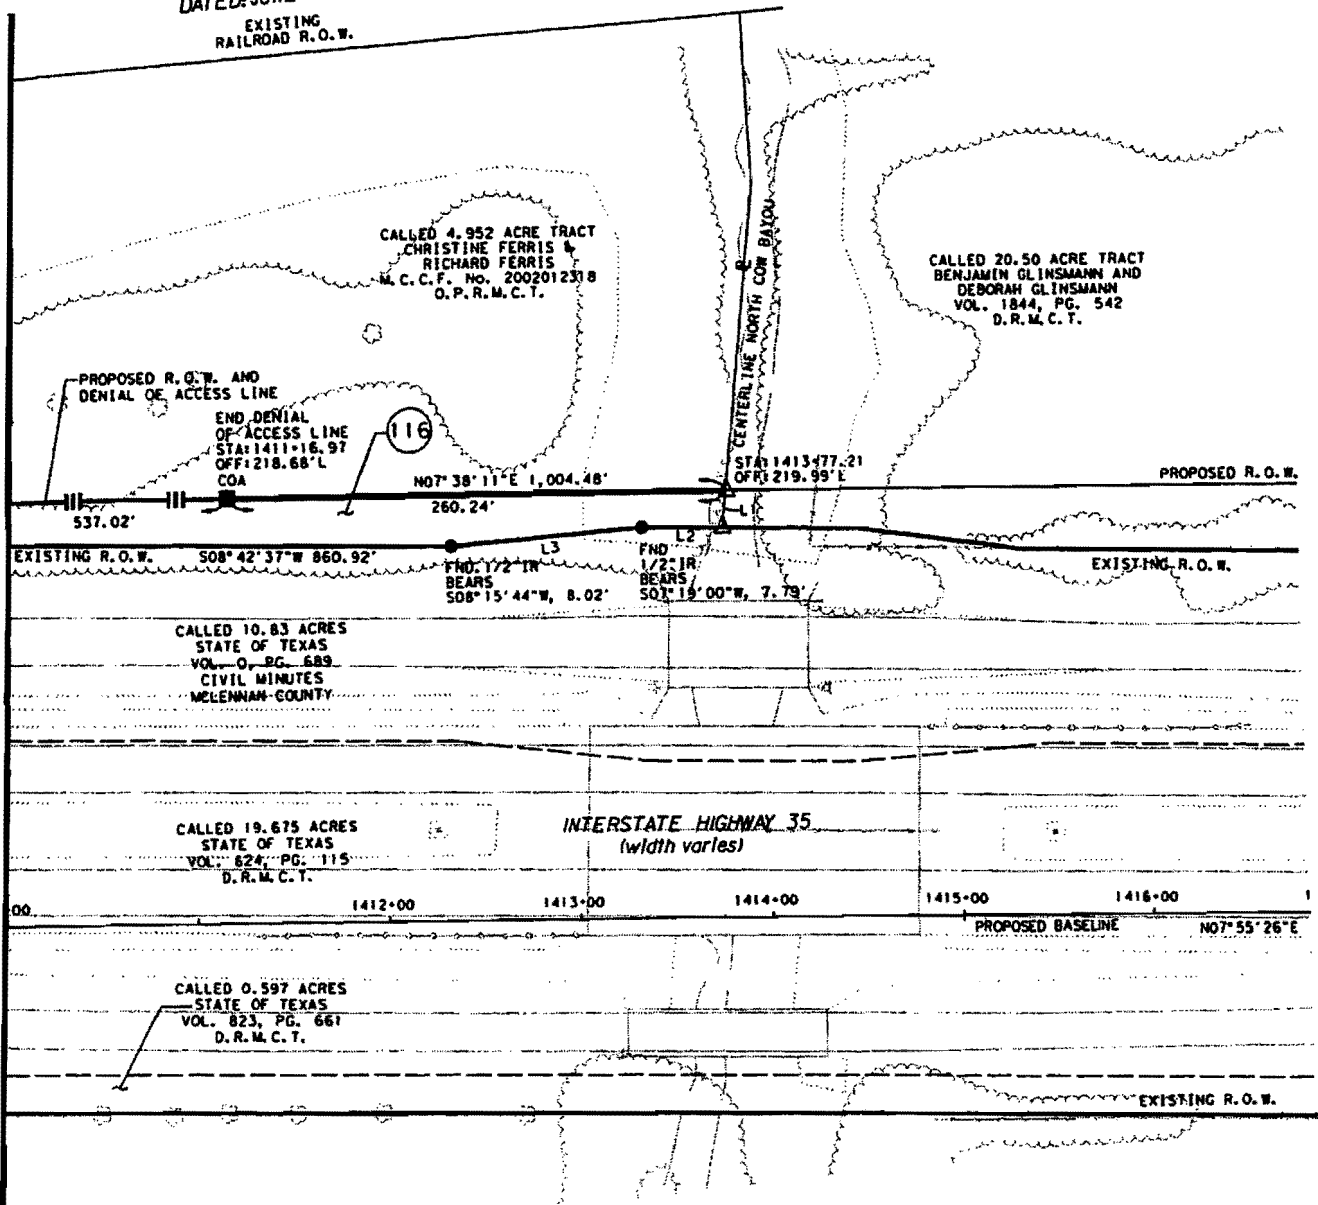 DATED: JUNE
EXISTING
RAILROAD R.O.W.
CALLED 4.952 ACRE TRACT
CHRISTINE FERRIS &
RICHARD FERRIS
M.C.C.F. No. 2002012318
O.P.R.M.C.T.
CENTERLINE NORTH COW BAYOU
CALLED 20.50 ACRE TRACT
BENJAMIN GLINSMANN AND
DEBORAH GLINSMANN
VOL. 1844, PG. 542
D.R.M.C.T.
PROPOSED R.O.W. AND
DENIAL OF ACCESS LINE
END DENIAL
OF ACCESS LINE
STA:1411+16.97
OFF:218.68'L
COA
116
STA:1413+77.21
OFF:219.99'L
PROPOSED R.O.W.
N07°38'11"E 1,004.48'
537.02'
260.24'
EXISTING R.O.W.
S08°42'37"W 860.92'
L3
L2
FND 1/2" IR
BEARS
S08°15'44"W, 8.02'
FND
1/2" IR
BEARS
S07°19'00"W, 7.79'
EXISTING R.O.W.
CALLED 10.83 ACRES
STATE OF TEXAS
VOL. O, PG. 689
CIVIL MINUTES
MCLENNAN COUNTY
CALLED 19.675 ACRES
STATE OF TEXAS
VOL. 624, PG. 115
D.R.M.C.T.
INTERSTATE HIGHWAY 35
(width varies)
00
1412+00
1413+00
1414+00
1415+00
1416+00
1
PROPOSED BASELINE
N07°55'26"E
CALLED 0.597 ACRES
STATE OF TEXAS
VOL. 823, PG. 661
D.R.M.C.T.
EXISTING R.O.W.